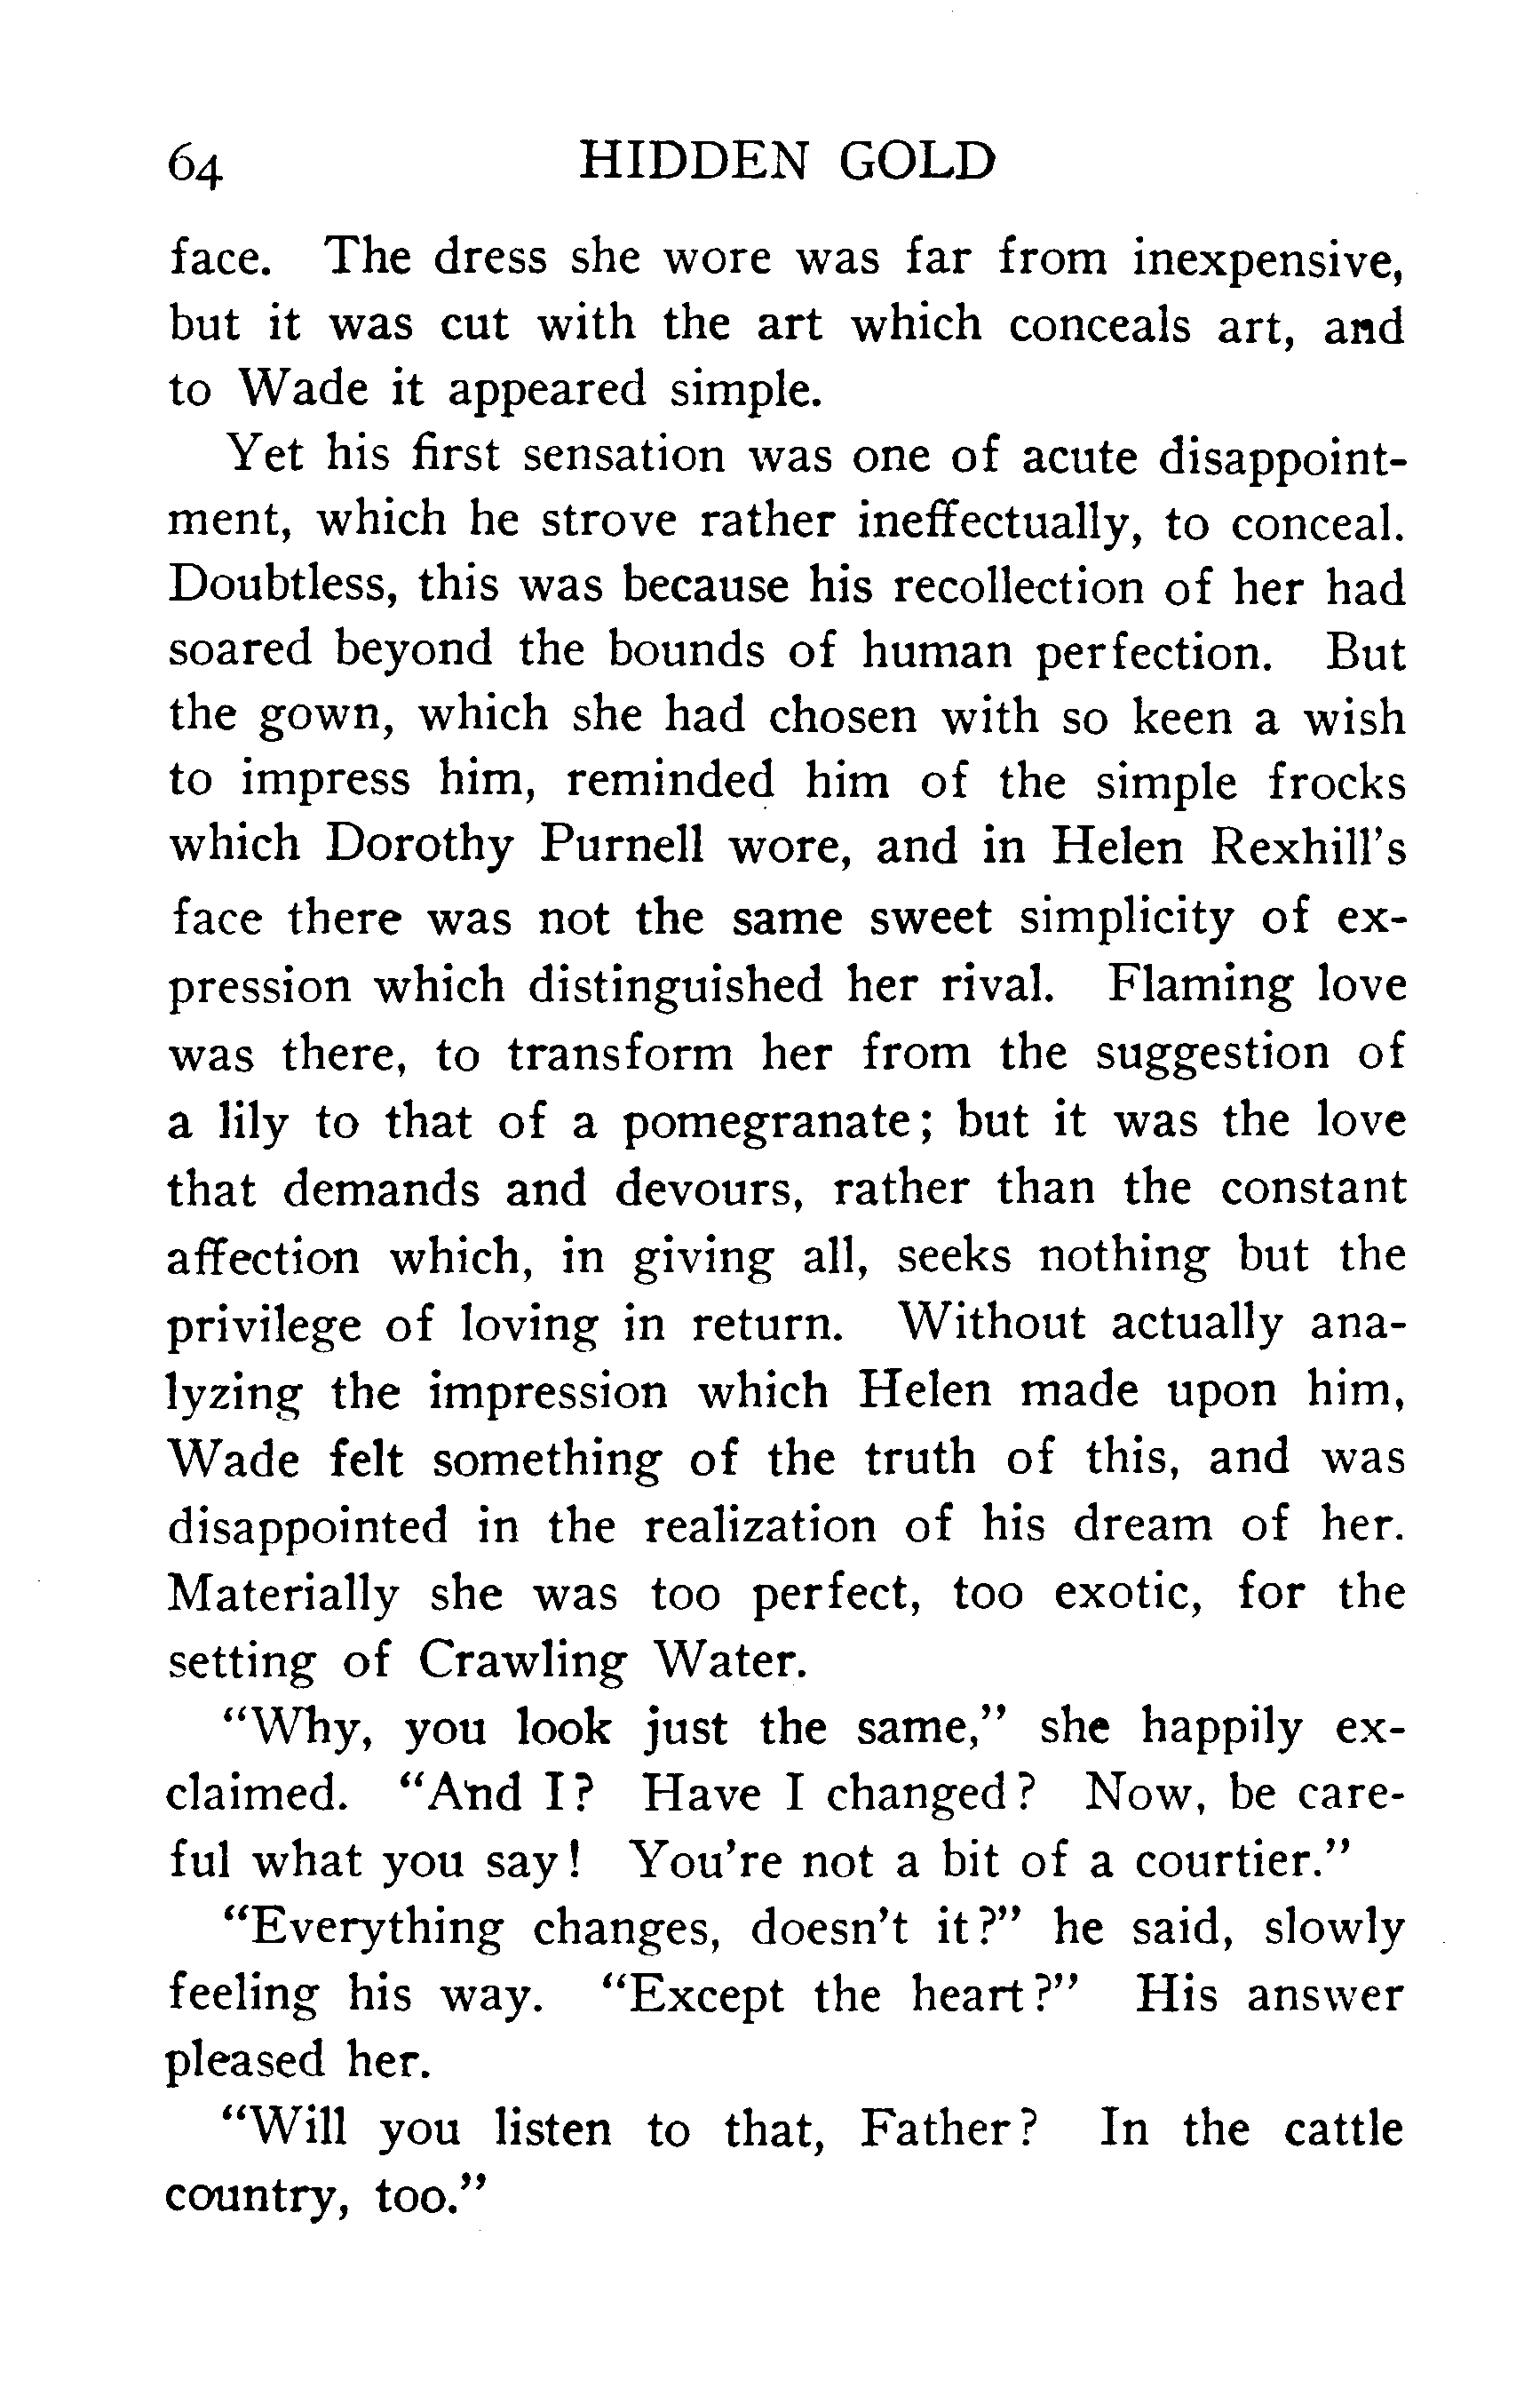 64 HIDDEN GOLD
face. The dress she wore was far from inexpensive,
but it was cut with the art which conceals art, and
to Wade it appeared simple.
Yet his first sensation was one of acute disappoint-
ment, which he strove rather ineffectually, to conceal.
Doubtless, this was because his recollection of her had
soared beyond the bounds of human perfection. But
the gown, which she had chosen with so keen a wish
to impress him, reminded him of the simple frocks
which Dorothy Purnell wore, and in Helen Rexhill's
face there was not the same sweet simplicity of ex-
pression which distinguished her rival. Flaming love
was there, to transform her from the suggestion of
a lily to that of a pomegranate; but it was the love
that demands and devours, rather than the constant
affection which, in giving all, seeks nothing but the
privilege of loving in return. Without actually ana-
lyzing the impression which Helen made upon him,
Wade felt something of the truth of this, and was
disappointed in the realization of his dream of her.
Materially she was too perfect, too exotic, for the
setting of Crawling Water.
"Why, you look just the same," she happily ex-
claimed. "And I? Have I changed? Now, be care-
ful what you say! You're not a bit of a courtier."
"Everything changes, doesn't it?" he said, slowly
feeling his way. "Except the heart?" His answer
pleased her.
"Will you listen to that, Father? In the cattle
country, too."